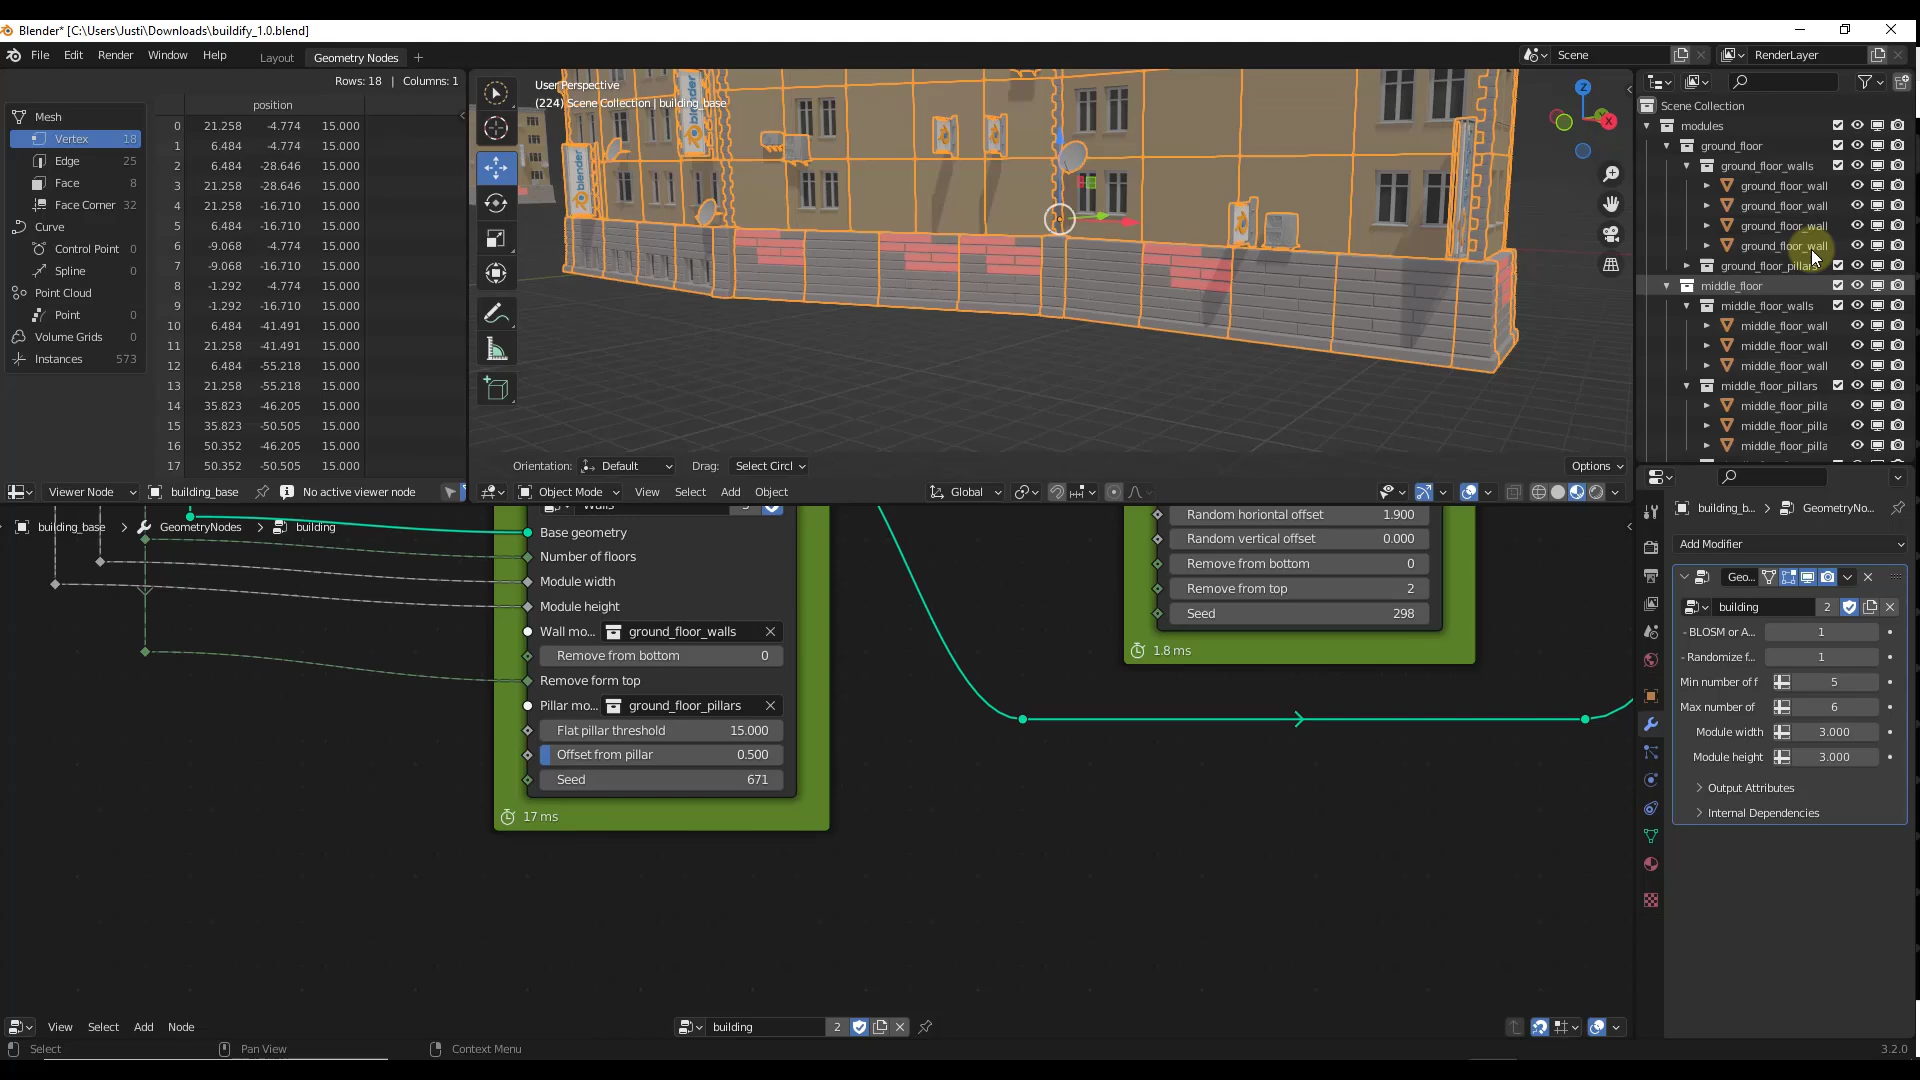 Blender* [C:\Users\Justi\Downloads\buildify_1.0.blend]
File Edit Render Window Help Layout Geometry Nodes + Scene RenderLayer
Rows: 18 | Columns: 1
position
Mesh
Vertex 18
Edge 25
Face 8
Face Corner 32
Curve
Control Point 0
Spline 0
Point Cloud
Point 0
Volume Grids 0
Instances 573
0 21.258 -4.774 15.000
1 6.484 -4.774 15.000
2 6.484 -28.646 15.000
3 21.258 -28.646 15.000
4 21.258 -16.710 15.000
5 6.484 -16.710 15.000
6 -9.068 -4.774 15.000
7 -9.068 -16.710 15.000
8 -1.292 -4.774 15.000
9 -1.292 -16.710 15.000
10 6.484 -41.491 15.000
11 21.258 -41.491 15.000
12 6.484 -55.218 15.000
13 21.258 -55.218 15.000
14 35.823 -46.205 15.000
15 35.823 -50.505 15.000
16 50.352 -46.205 15.000
17 50.352 -50.505 15.000
User Perspective
(224) Scene Collection | building_base
blender
blender
Z
X
Orientation: Default Drag: Select Circl
Options
Viewer Node building_base No active viewer node
Object Mode View Select Add Object Global
Scene Collection
modules
ground_floor
ground_floor_walls
ground_floor_wall
ground_floor_wall
ground_floor_wall
ground_floor_wall
ground_floor_pillars
middle_floor
middle_floor_walls
middle_floor_wall
middle_floor_wall
middle_floor_wall
middle_floor_pillars
middle_floor_pilla
middle_floor_pilla
middle_floor_pilla
building_base > GeometryNodes > building
Base geometry
Number of floors
Module width
Module height
Wall mo... ground_floor_walls
Remove from bottom 0
Remove form top
Pillar mo... ground_floor_pillars
Flat pillar threshold 15.000
Offset from pillar 0.500
Seed 671
17 ms
Random horiontal offset 1.900
Random vertical offset 0.000
Remove from bottom 0
Remove from top 2
Seed 298
1.8 ms
building_b... > GeometryNo...
Add Modifier
Geo...
building 2
- BLOSM or A... 1
- Randomize f... 1
Min number of f 5
Max number of 6
Module width 3.000
Module height 3.000
Output Attributes
Internal Dependencies
View Select Add Node building 2
Select Pan View Context Menu 3.2.0